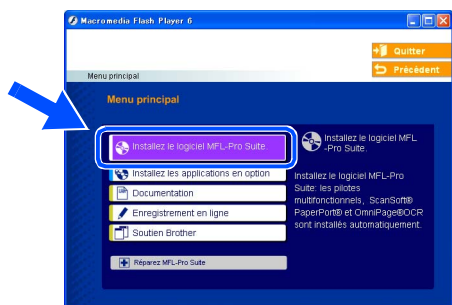 Macromedia Flash Player 6
Quitter
Précédent
Menu principal
Menu principal
Installez le logiciel MFL-Pro Suite.
Installez les applications en option
Documentation
Enregistrement en ligne
Soutien Brother
Réparez MFL-Pro Suite
Installez le logiciel MFL
-Pro Suite.
Installez le logiciel MFL-Pro
Suite: les pilotes
multifonctionnels, ScanSoft®
PaperPort® et OmniPage®OCR
sont installés automatiquement.